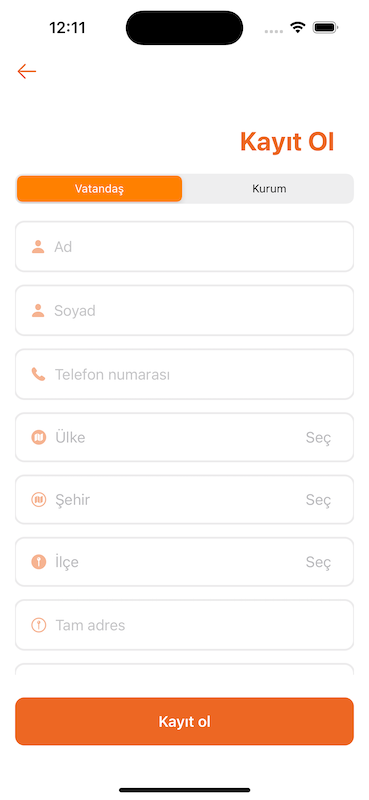 12:11
Kayıt Ol
Vatandaş
Kurum
Ad
Soyad
Telefon numarası
Ülke
Seç
Şehir
Seç
İlçe
Seç
Tam adres
Kayıt ol